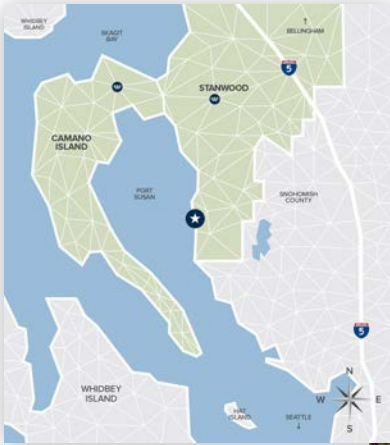 WHIDBEY
ISLAND
SKAGIT
BAY
↑
BELLINGHAM
5
STANWOOD
CAMANO
ISLAND
PORT
SUSAN
SNOHOMISH
COUNTY
5
N
W E
S
WHIDBEY
ISLAND
HAT
ISLAND
SEATTLE
↓